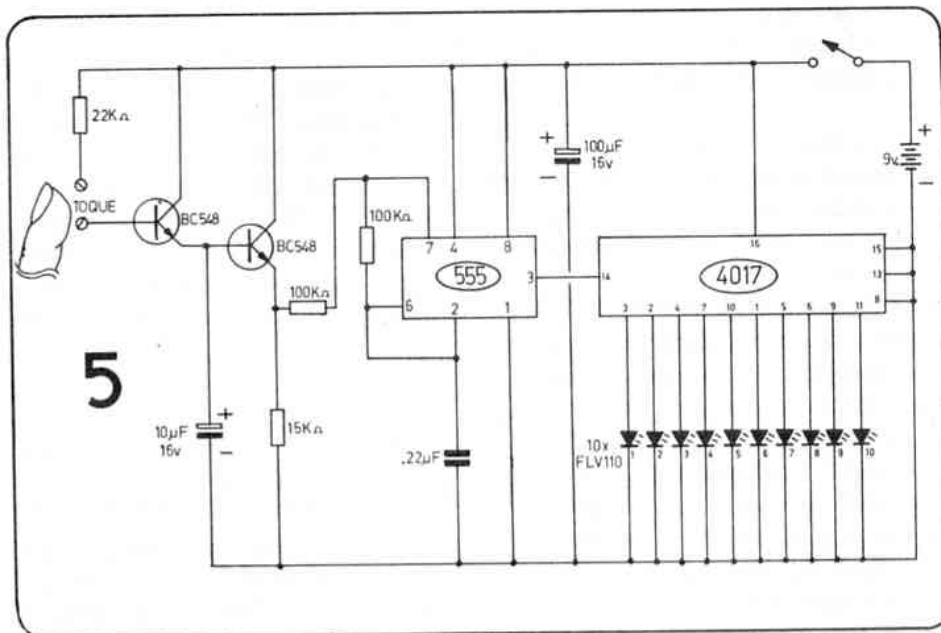 22KΩ
TOQUE
BC548
BC548
100KΩ
100KΩ
7 4 8
555
3
6 2 1
+
100µF
16v
-
16
14
4017
15
13
8
3 2 4 7 10 1 5 6 9 11
+
9v.
-
5
10µF
16v
+
-
15KΩ
.22µF
10x
FLV110
1 2 3 4 5 6 7 8 9 10